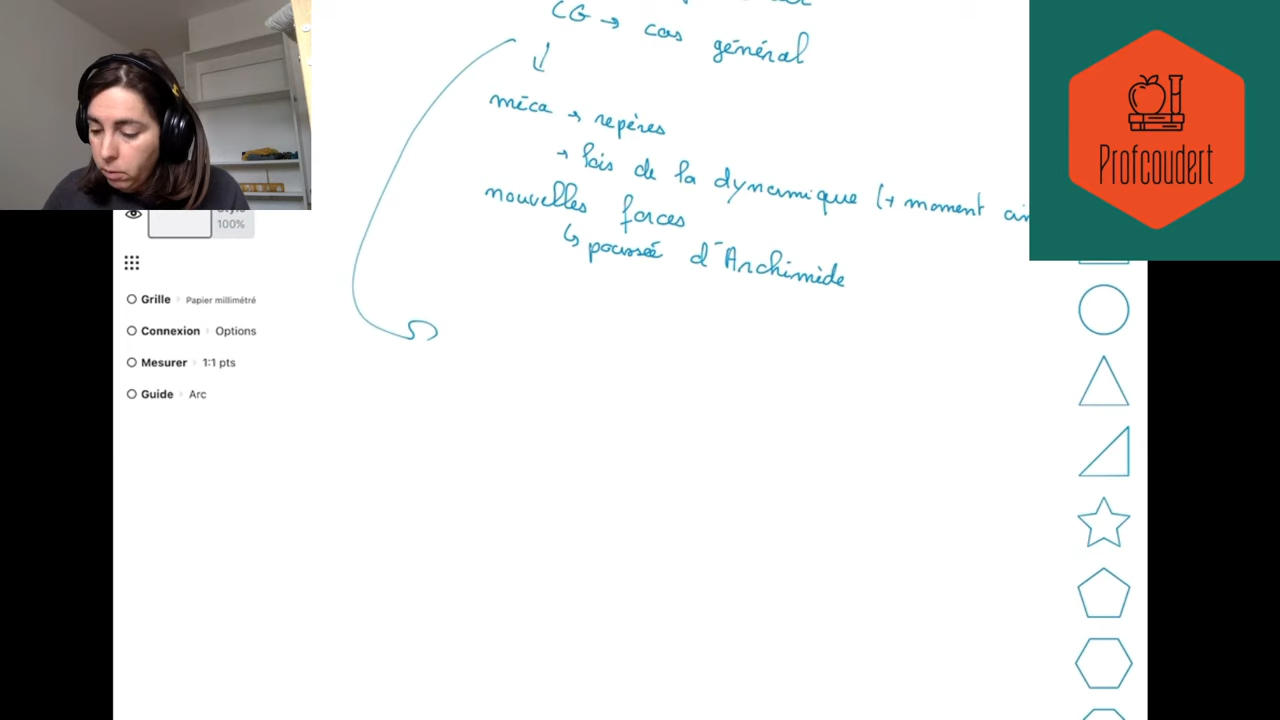 CG → cas général
↓
méca → repères
→ lois de la dynamique (+ moment
nouvelles forces
↳ poussée d'Archimède
Profcoudert
100%
Grille › Papier millimétré
Connexion › Options
Mesurer › 1:1 pts
Guide › Arc